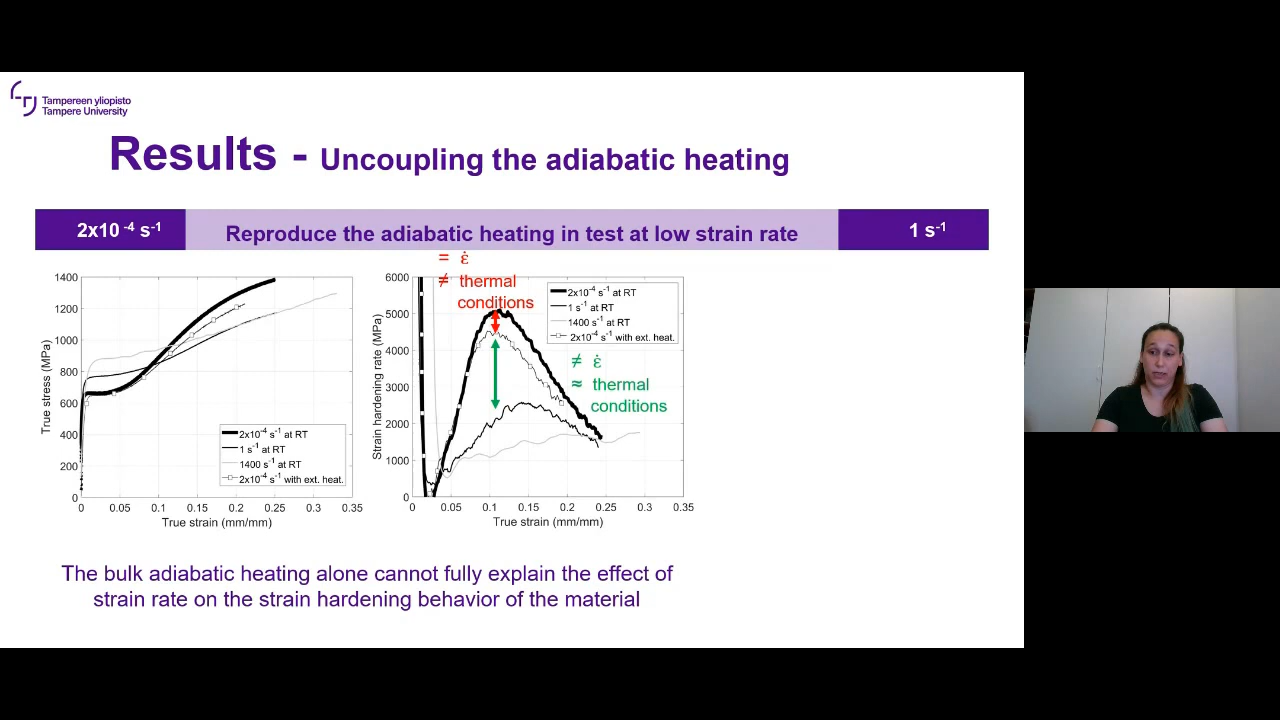 Tampereen yliopisto
Tampere University
Results - Uncoupling the adiabatic heating
2x10 -4 s-1
Reproduce the adiabatic heating in test at low strain rate
1 s-1
= ε̇
≠ thermal
conditions
1400
1200
1000
800
600
400
200
0
True stress (MPa)
2x10-4 s-1 at RT
1 s-1 at RT
1400 s-1 at RT
2x10-4 s-1 with ext. heat.
0 0.05 0.1 0.15 0.2 0.25 0.3 0.35
True strain (mm/mm)
6000
5000
4000
3000
2000
1000
0
Strain hardening rate (MPa)
2x10-4 s-1 at RT
1 s-1 at RT
1400 s-1 at RT
2x10-4 s-1 with ext. heat.
≠ ε̇
≈ thermal
conditions
0 0.05 0.1 0.15 0.2 0.25 0.3 0.35
True strain (mm/mm)
The bulk adiabatic heating alone cannot fully explain the effect of
strain rate on the strain hardening behavior of the material